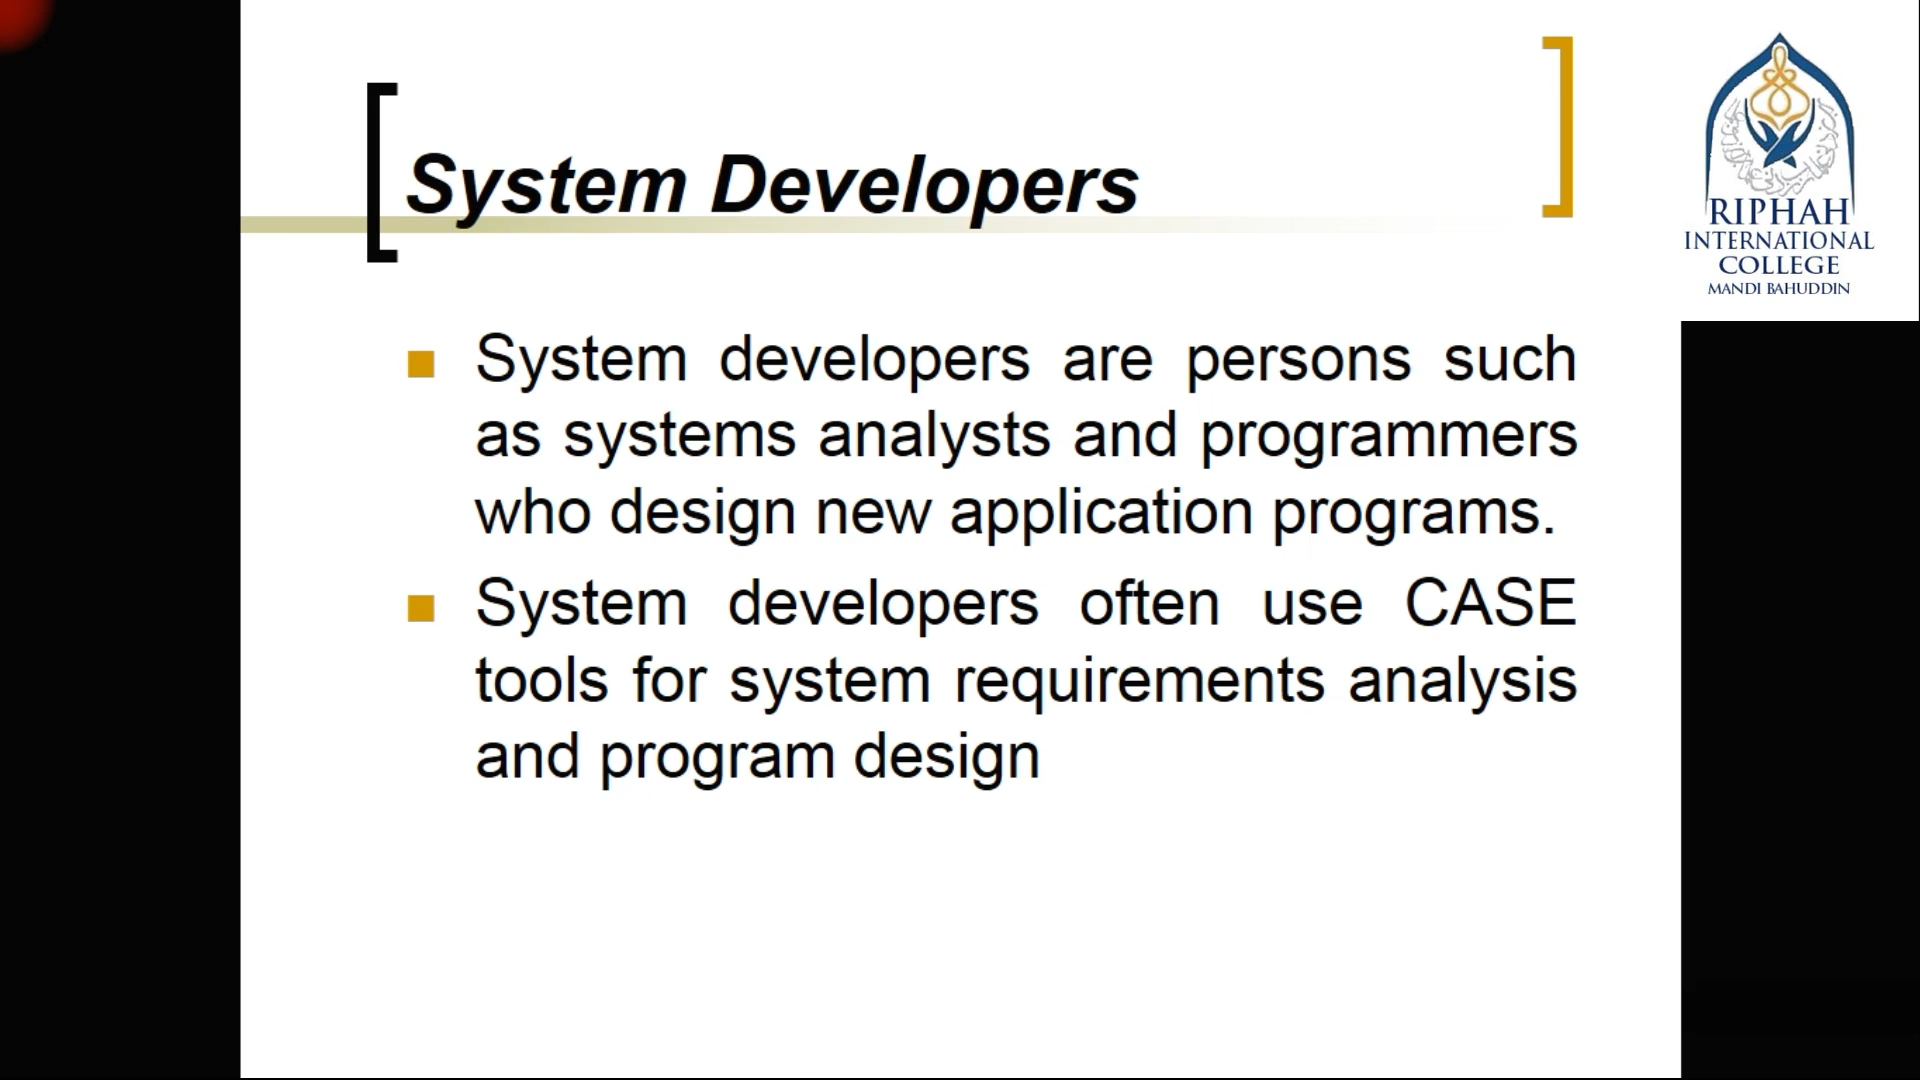 System Developers
System developers are persons such
as systems analysts and programmers
who design new application programs.
System developers often use CASE
tools for system requirements analysis
and program design
RIPHAH
INTERNATIONAL
COLLEGE
MANDI BAHUDDIN